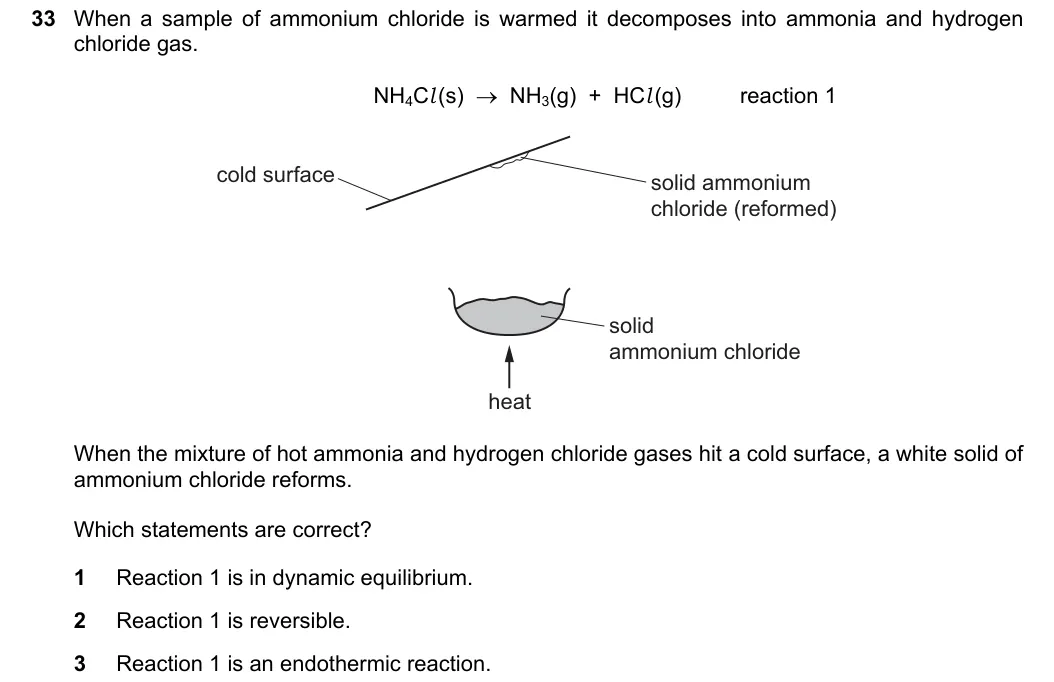 33 When a sample of ammonium chloride is warmed it decomposes into ammonia and hydrogen
chloride gas.
NH₄Cl(s) → NH₃(g) + HCl(g) reaction 1
cold surface
solid ammonium
chloride (reformed)
solid
ammonium chloride
heat
When the mixture of hot ammonia and hydrogen chloride gases hit a cold surface, a white solid of
ammonium chloride reforms.
Which statements are correct?
1 Reaction 1 is in dynamic equilibrium.
2 Reaction 1 is reversible.
3 Reaction 1 is an endothermic reaction.